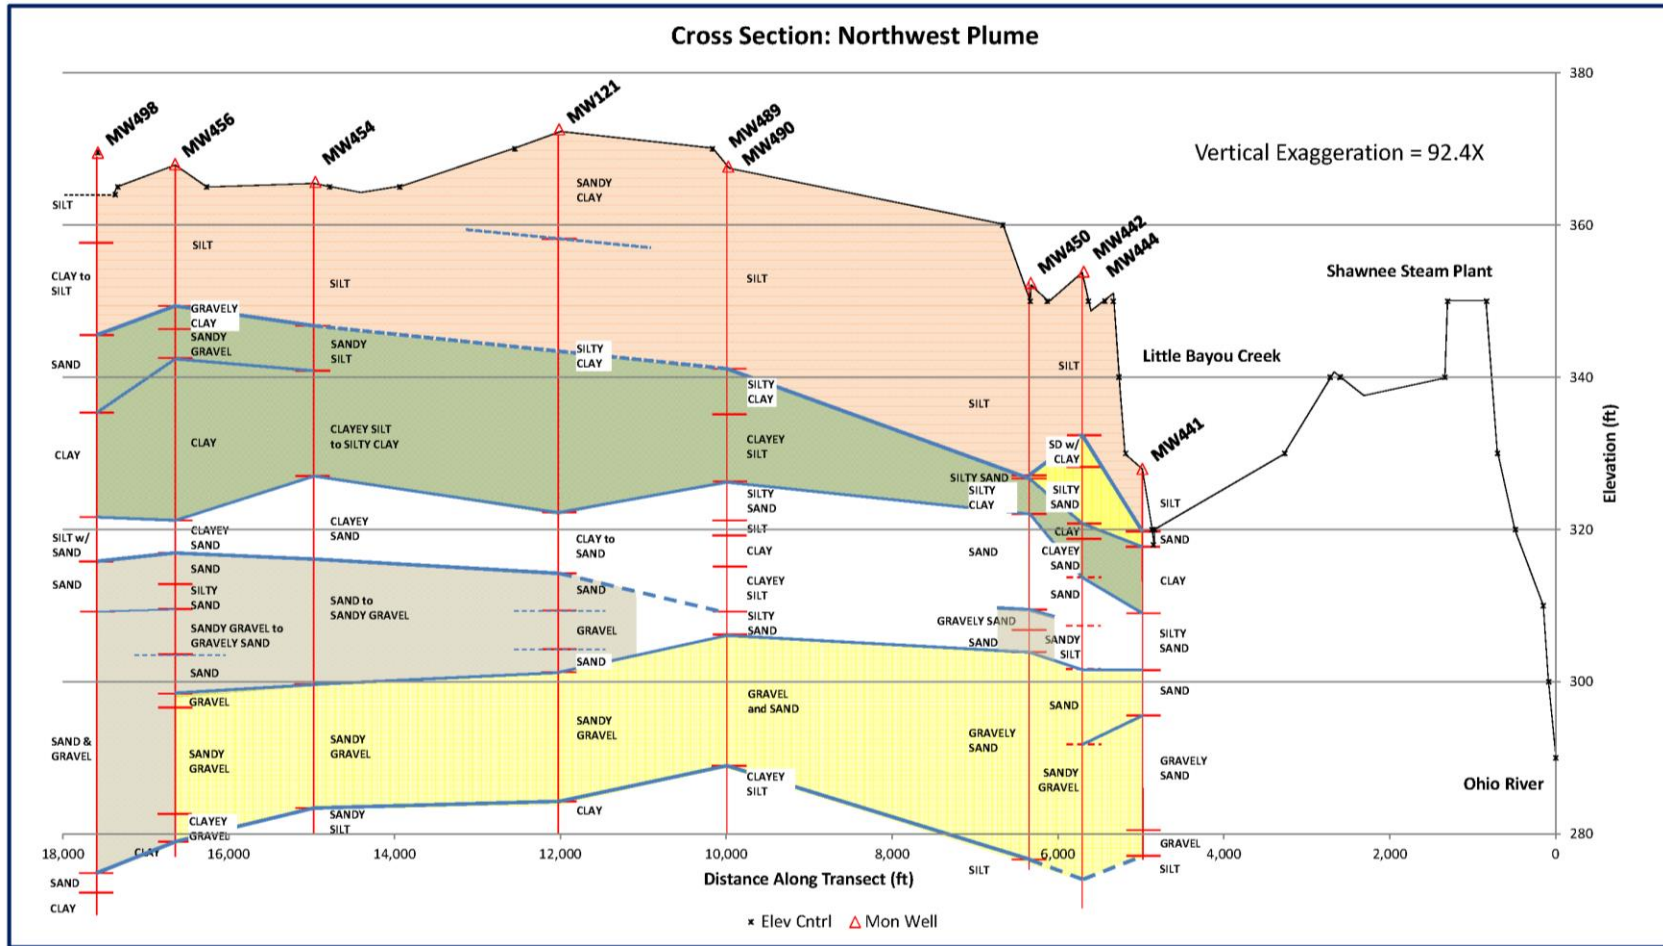 Cross Section: Northwest Plume
380
MW498
MW456
MW454
MW121
MW489
MW490
Vertical Exaggeration = 92.4X
SANDY
CLAY
SILT
360
SILT
CLAY to
SILT
SILT
SILT
MW450
MW442
MW444
Shawnee Steam Plant
GRAVELY
CLAY
SANDY
GRAVEL
SAND
SANDY
SILT
SILTY
CLAY
SILT
Little Bayou Creek
340
SILTY
CLAY
SILT
CLAY
CLAY
CLAYEY SILT
to SILTY CLAY
CLAYEY
SILT
SD w/
CLAY
MW441
Elevation (ft)
SILTY SAND
SILTY
CLAY
SILTY
SAND
SILTY
SAND
SILT
320
SILT w/
SAND
CLAYEY
SAND
CLAYEY
SAND
CLAY to
SAND
SILT
CLAY
SAND
CLAY
CLAYEY
SAND
SAND
SAND
SAND
SILTY
SAND
SAND
CLAYEY
SILT
SAND
CLAY
SAND to
SANDY GRAVEL
SANDY GRAVEL to
GRAVELY SAND
GRAVEL
SILTY
SAND
GRAVELY SAND
SAND
SANDY
SILT
SILTY
SAND
SAND
SAND
300
GRAVEL
GRAVEL
and SAND
SAND
SAND
SAND &
GRAVEL
SANDY
GRAVEL
SANDY
GRAVEL
SANDY
GRAVEL
GRAVELY
SAND
SANDY
GRAVEL
GRAVELY
SAND
CLAYEY
SILT
Ohio River
CLAYEY
GRAVEL
SANDY
SILT
CLAY
280
CLAY
GRAVEL
18,000
16,000
14,000
12,000
10,000
8,000
6,000
4,000
2,000
0
SILT
SILT
SAND
CLAY
Distance Along Transect (ft)
Elev Cntrl
Mon Well